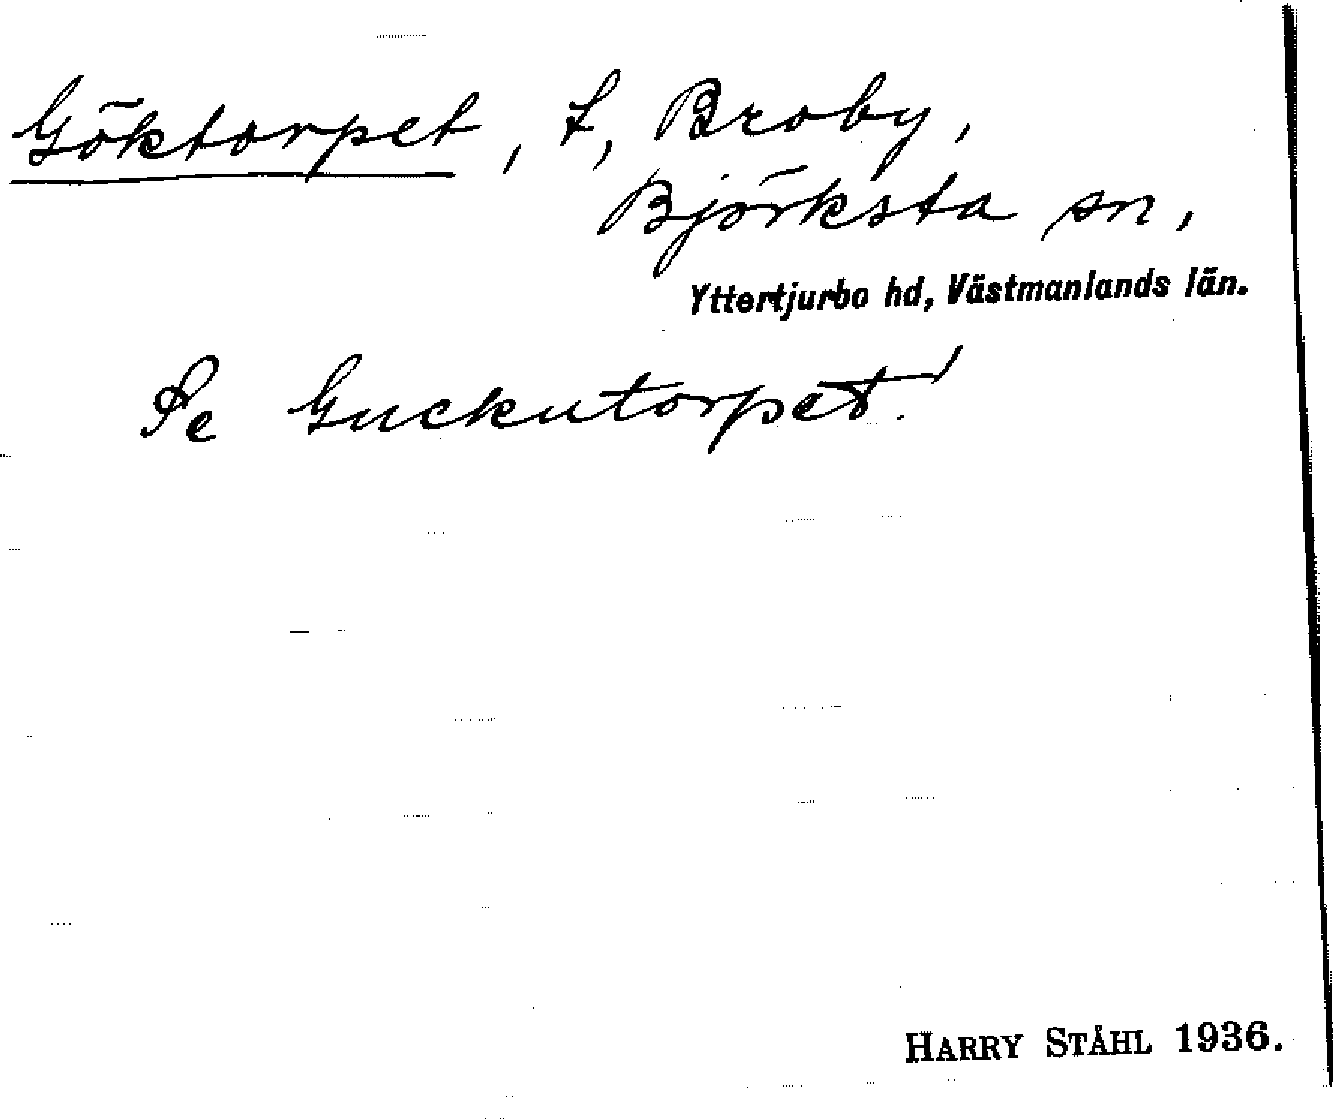 Göktorpet, t, Broby,
Björksta sn,
Yttertjurbo hd, Västmanlands län.
Se Guckutorpet!
HARRY STÅHL 1936.